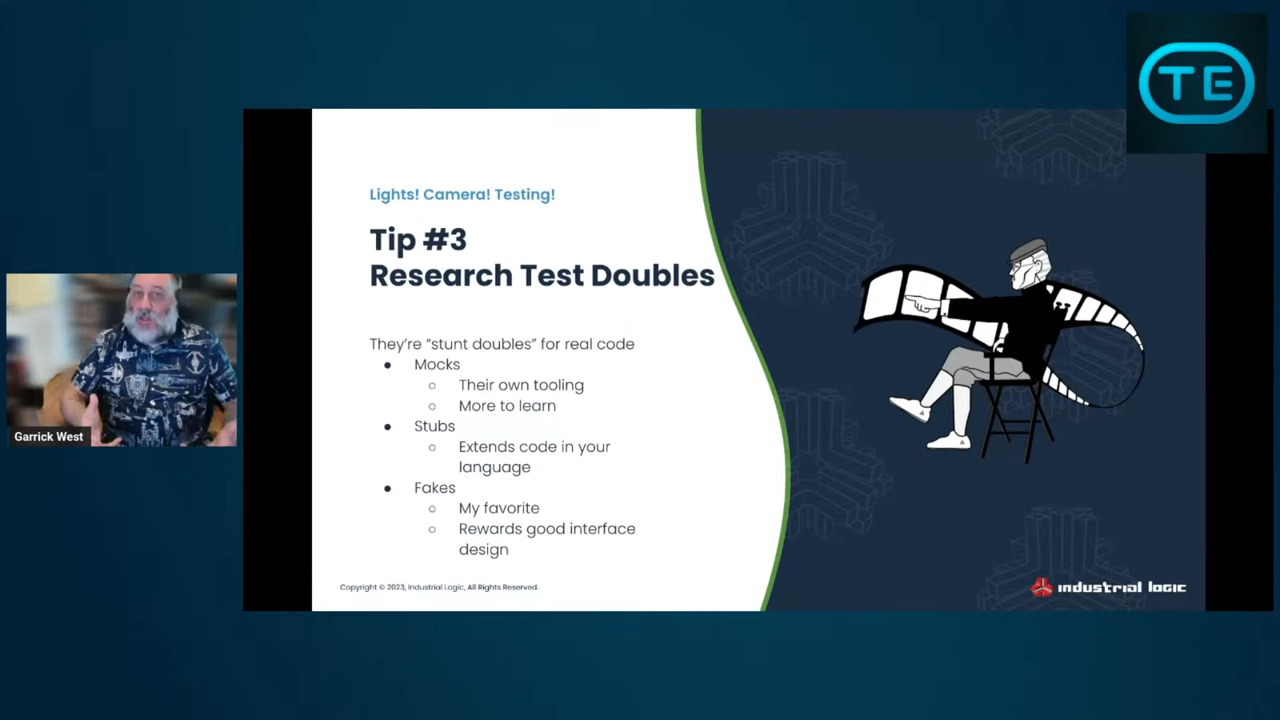 TE
Lights! Camera! Testing!
Tip #3
Research Test Doubles
They're “stunt doubles” for real code
● Mocks
○ Their own tooling
○ More to learn
● Stubs
○ Extends code in your
language
● Fakes
○ My favorite
○ Rewards good interface
design
Copyright © 2023, Industrial Logic, All Rights Reserved.
industrial logic
Garrick West